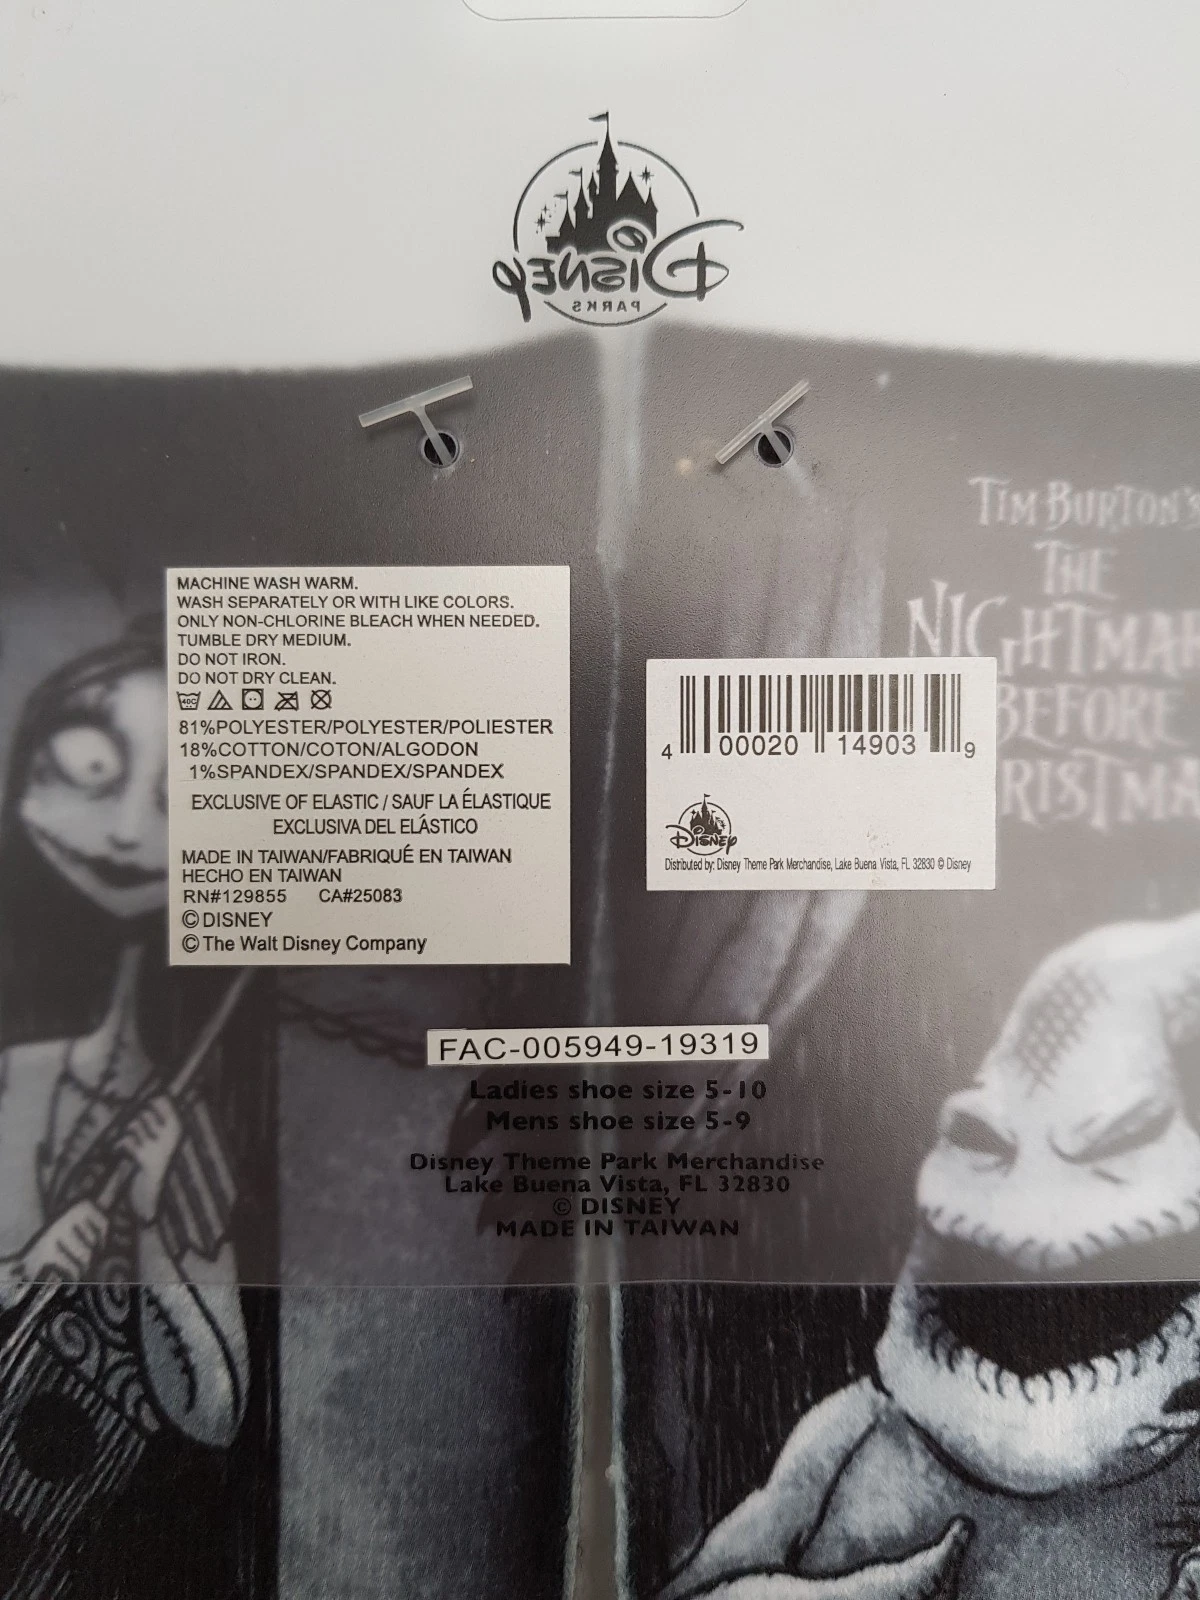 DISNEY
PARKS
TIM BURTON'S
THE
NIGHTMAR
BEFORE
RISTMA
MACHINE WASH WARM.
WASH SEPARATELY OR WITH LIKE COLORS.
ONLY NON-CHLORINE BLEACH WHEN NEEDED.
TUMBLE DRY MEDIUM.
DO NOT IRON.
DO NOT DRY CLEAN.
40C
81%POLYESTER/POLYESTER/POLIESTER
18%COTTON/COTON/ALGODON
1%SPANDEX/SPANDEX/SPANDEX
EXCLUSIVE OF ELASTIC / SAUF LA ÉLASTIQUE
EXCLUSIVA DEL ELÁSTICO
MADE IN TAIWAN/FABRIQUÉ EN TAIWAN
HECHO EN TAIWAN
RN#129855 CA#25083
© DISNEY
© The Walt Disney Company
4 00020 14903 9
DISNEY
Distributed by: Disney Theme Park Merchandise, Lake Buena Vista, FL 32830 © Disney
FAC-005949-19319
Ladies shoe size 5-10
Mens shoe size 5-9
Disney Theme Park Merchandise
Lake Buena Vista, FL 32830
© DISNEY
MADE IN TAIWAN